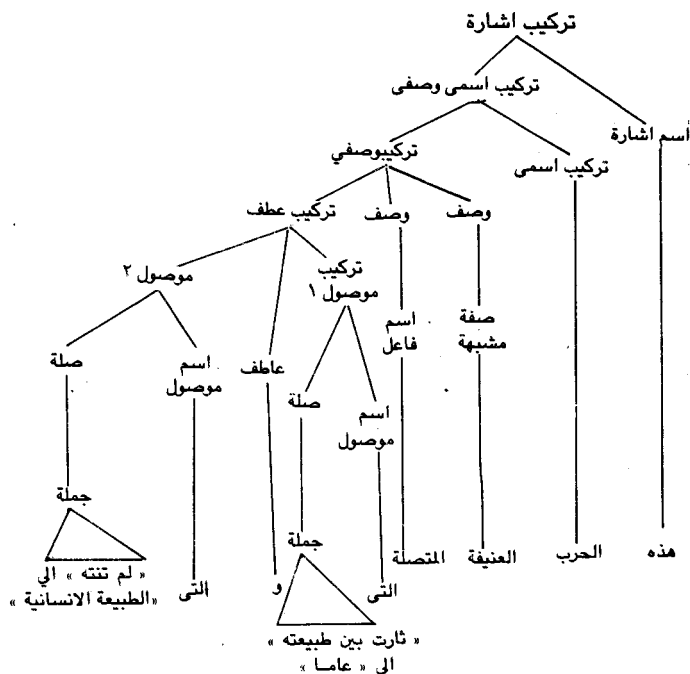 تركيب اشارة
تركيب اسمى وصفى
أسم اشارة
تركيبوصفي
تركيب اسمى
وصف
وصف
تركيب عطف
تركيب
موصول ١
موصول ٢
صفة
مشبهة
اسم
فاعل
اسم
موصول
صلة
عاطف
اسم
موصول
صلة
جملة
جملة
هذه
الحرب
العنيفة
المتصلة
التى
و
التى
« لم تنته » الي
«الطبيعة الانسانية »
« ثارت بين طبيعته »
الى « عامـا »